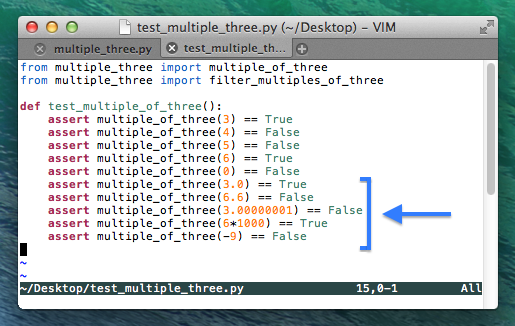 test_multiple_three.py (~/Desktop) – VIM
multiple_three.py test_multiple_th...
from multiple_three import multiple_of_three
from multiple_three import filter_multiples_of_three
def test_multiple_of_three():
    assert multiple_of_three(3) == True
    assert multiple_of_three(4) == False
    assert multiple_of_three(5) == False
    assert multiple_of_three(6) == True
    assert multiple_of_three(0) == False
    assert multiple_of_three(3.0) == True
    assert multiple_of_three(6.6) == False
    assert multiple_of_three(3.00000001) == False
    assert multiple_of_three(6*1000) == True
    assert multiple_of_three(-9) == False
~
~
~/Desktop/test_multiple_three.py 15,0-1 All